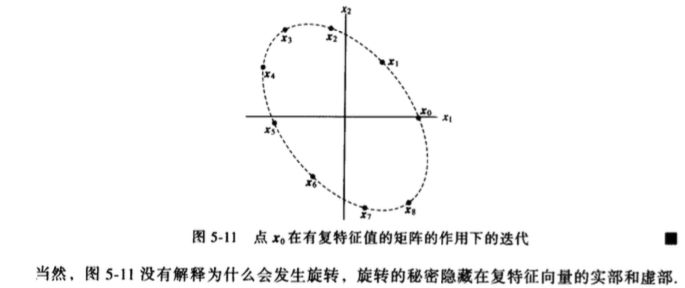 x₂
x₃
x₂
x₁
x₄
x₀
x₁
x₅
x₆
x₇
x₈
图 5-11 点 x₀ 在有复特征值的矩阵的作用下的迭代
当然，图 5-11 没有解释为什么会发生旋转，旋转的秘密隐藏在复特征向量的实部和虚部.